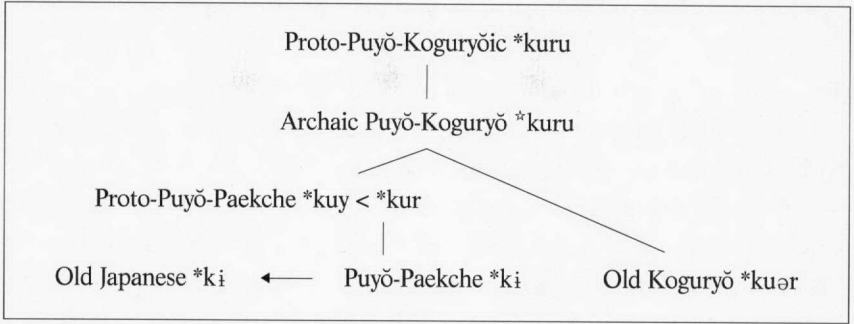 Proto-Puyŏ-Koguryŏic *kuru
Archaic Puyŏ-Koguryŏ ☆kuru
Proto-Puyŏ-Paekche *kuy < *kur
Old Japanese *kɨ ← Puyŏ-Paekche *kɨ Old Koguryŏ *kuər